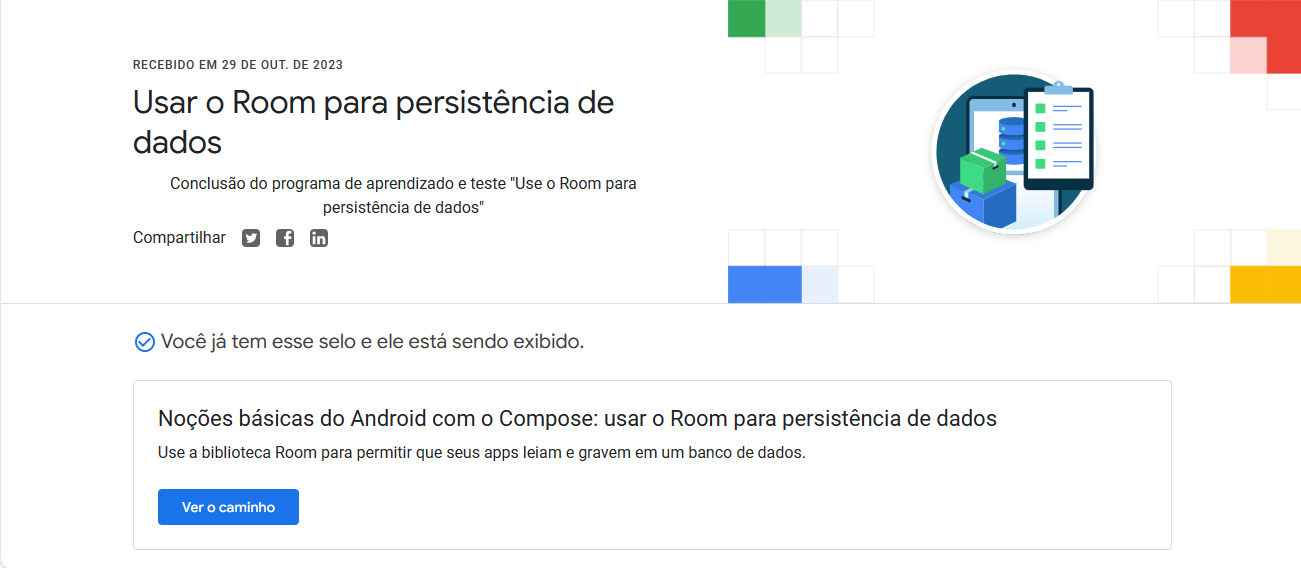 RECEBIDO EM 29 DE OUT. DE 2023
Usar o Room para persistência de
dados
Conclusão do programa de aprendizado e teste "Use o Room para
persistência de dados"
Compartilhar
Você já tem esse selo e ele está sendo exibido.
Noções básicas do Android com o Compose: usar o Room para persistência de dados
Use a biblioteca Room para permitir que seus apps leiam e gravem em um banco de dados.
Ver o caminho